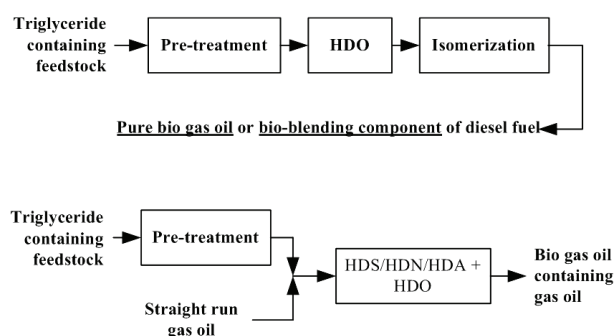 Triglyceride
containing
feedstock
Pre-treatment
HDO
Isomerization
Pure bio gas oil or bio-blending component of diesel fuel
Triglyceride
containing
feedstock
Pre-treatment
Straight run
gas oil
HDS/HDN/HDA +
HDO
Bio gas oil
containing
gas oil